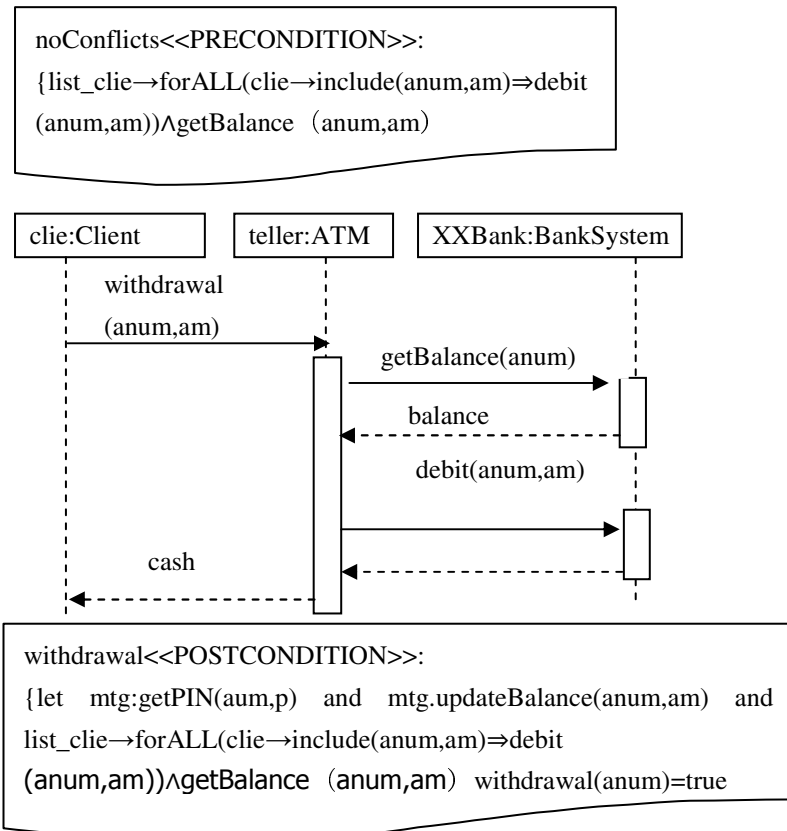 noConflicts<<PRECONDITION>>:
{list_clie→forALL(clie→include(anum,am)⇒debit
(anum,am))∧getBalance（anum,am）
clie:Client
teller:ATM
XXBank:BankSystem
withdrawal
(anum,am)
getBalance(anum)
balance
debit(anum,am)
cash
withdrawal<<POSTCONDITION>>:
{let mtg:getPIN(aum,p) and mtg.updateBalance(anum,am) and
list_clie→forALL(clie→include(anum,am)⇒debit
(anum,am))∧getBalance（anum,am）withdrawal(anum)=true